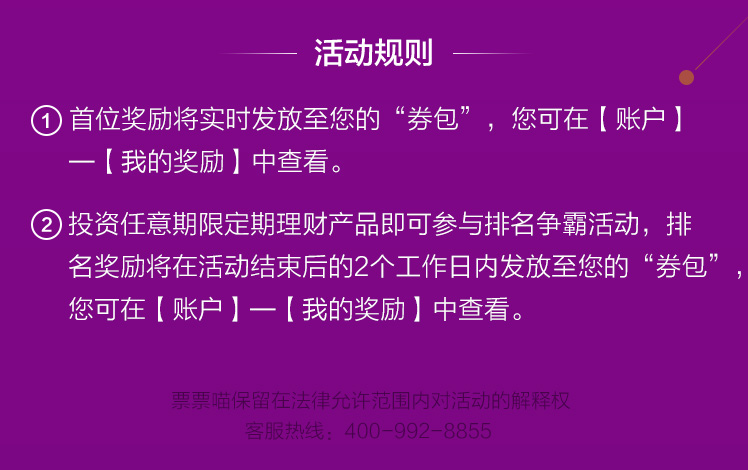 活动规则
① 首位奖励将实时发放至您的“券包”，您可在【账户】
—【我的奖励】中查看。
② 投资任意期限定期理财产品即可参与排名争霸活动，排
名奖励将在活动结束后的2个工作日内发放至您的“券包”，
您可在【账户】—【我的奖励】中查看。
票票喵保留在法律允许范围内对活动的解释权
客服热线：400-992-8855